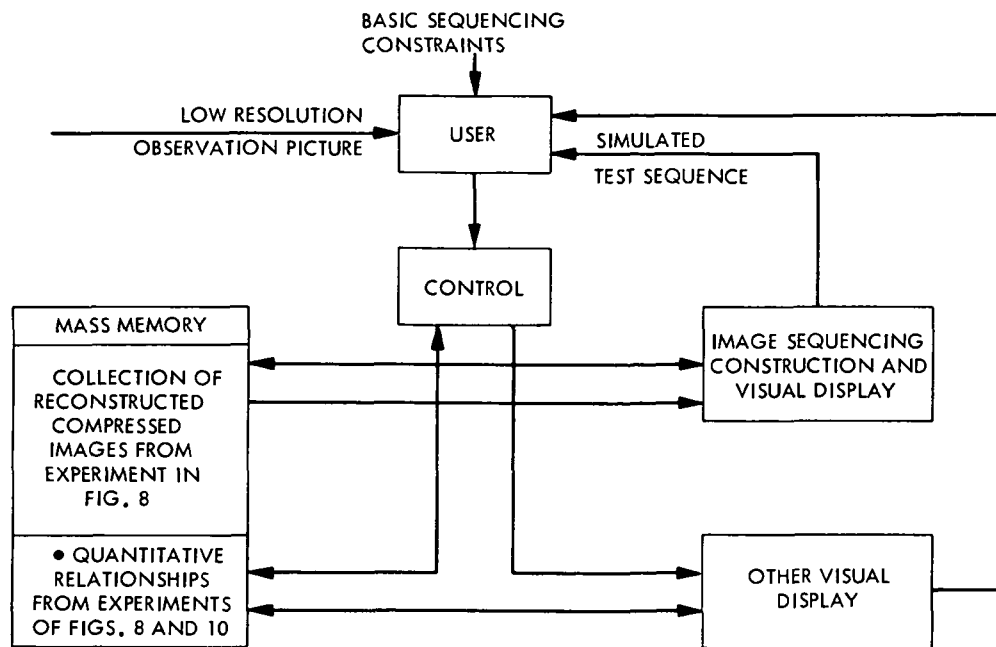 BASIC SEQUENCING
CONSTRAINTS
LOW RESOLUTION
OBSERVATION PICTURE
USER
SIMULATED
TEST SEQUENCE
CONTROL
MASS MEMORY
COLLECTION OF
RECONSTRUCTED
COMPRESSED
IMAGES FROM
EXPERIMENT IN
FIG. 8
● QUANTITATIVE
RELATIONSHIPS
FROM EXPERIMENTS
OF FIGS. 8 AND 10
IMAGE SEQUENCING
CONSTRUCTION AND
VISUAL DISPLAY
OTHER VISUAL
DISPLAY